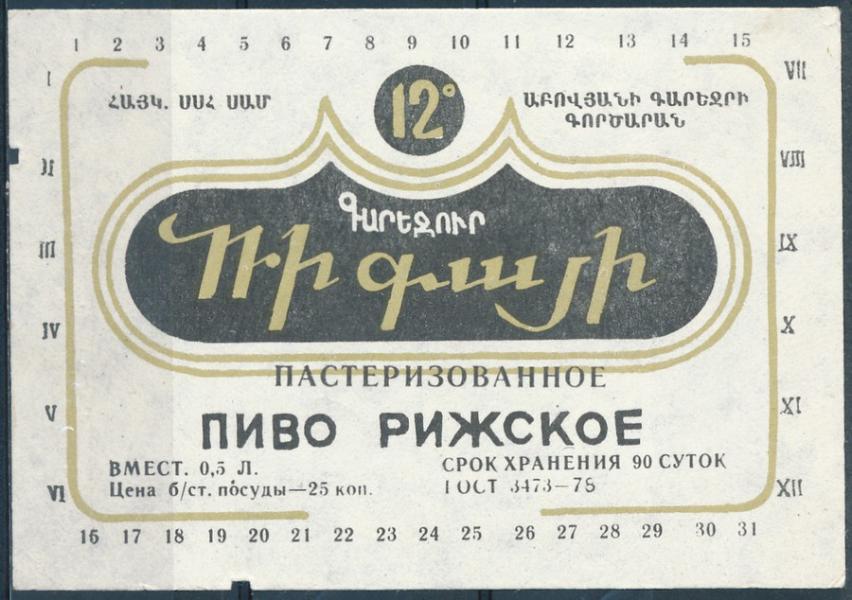 1 2 3 4 5 6 7 8 9 10 11 12 13 14 15
I
VII
ՀԱՅԿ. ՍՍՀ ՍԱՄ
12°
ԱԲՈՎՅԱՆԻ ԳԱՐԵՋՐԻ
ԳՈՐԾԱՐԱՆ
II
VIII
Գարեջուր
III
Ռիգայի
IX
IV
X
ПАСТЕРИЗОВАННОЕ
V
ПИВО РИЖСКОЕ
XI
ВМЕСТ. 0,5 Л.
СРОК ХРАНЕНИЯ 90 СУТОК
VI
Цена б/ст. посуды—25 коп.
ГОСТ 3473—78
XII
16 17 18 19 20 21 22 23 24 25 26 27 28 29 30 31